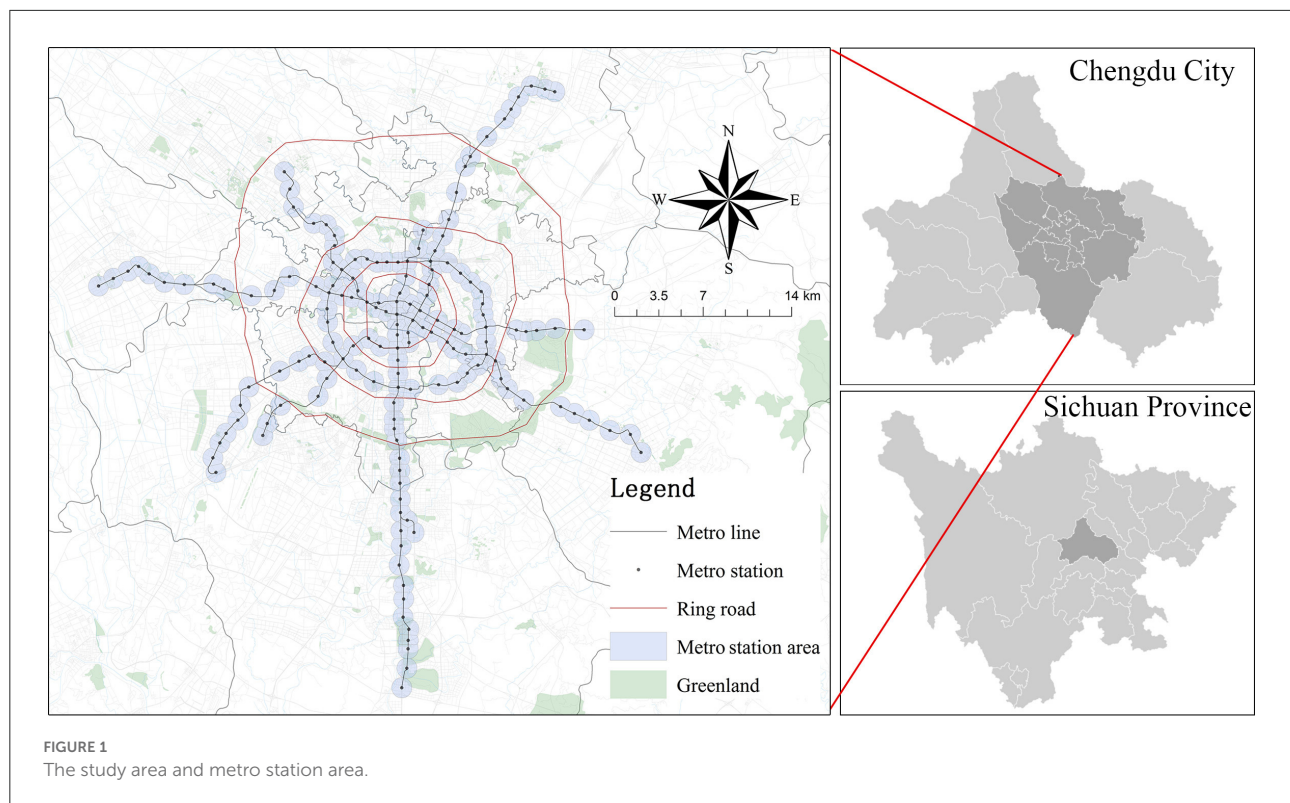 Chengdu City
N
W
E
S
0 3.5 7 14 km
Sichuan Province
Legend
Metro line
Metro station
Ring road
Metro station area
Greenland
FIGURE 1
The study area and metro station area.